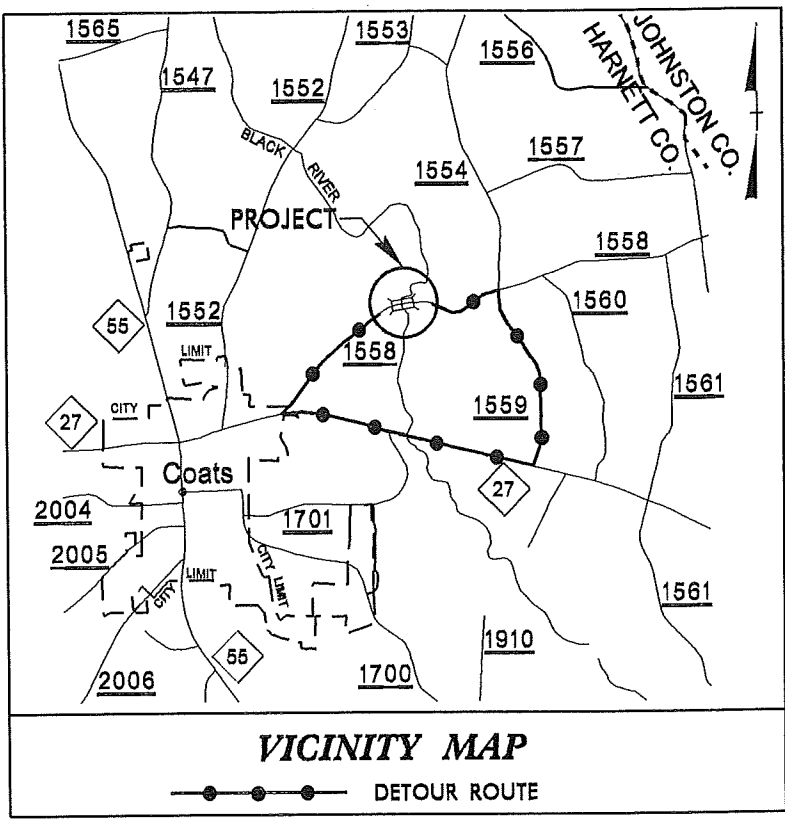 1565
1553
1556
JOHNSTON CO.
HARNETT CO.
1547
1552
BLACK
RIVER
1557
1554
PROJECT
1558
1560
55
1552
LIMIT
1558
CITY
27
1559
1561
Coats
27
2004
1701
2005
CITY LIMIT
LIMIT
CITY
1561
1910
55
2006
1700
VICINITY MAP
DETOUR ROUTE